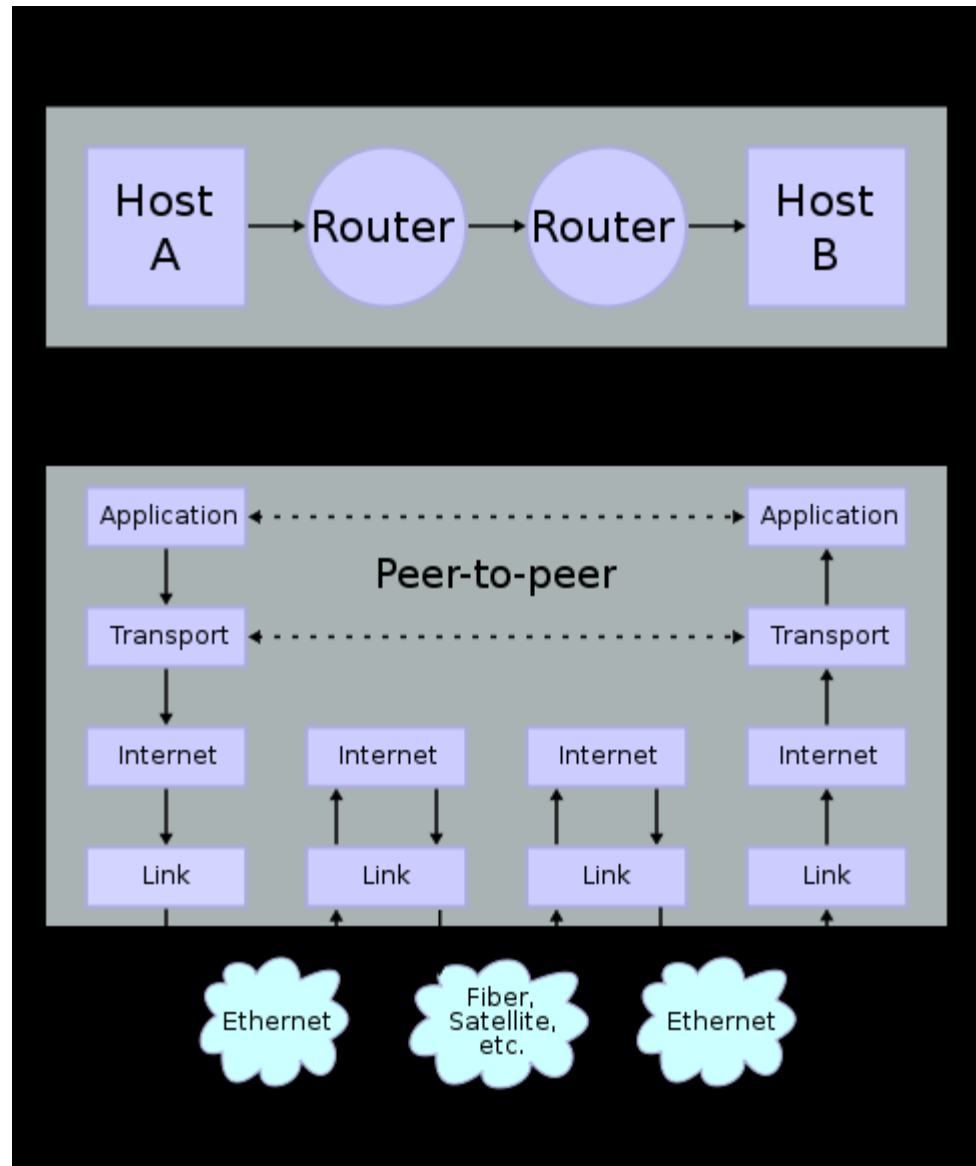 Host
A
Router
Router
Host
B
Application
Application
Peer-to-peer
Transport
Transport
Internet
Internet
Internet
Internet
Link
Link
Link
Link
Ethernet
Fiber,
Satellite,
etc.
Ethernet